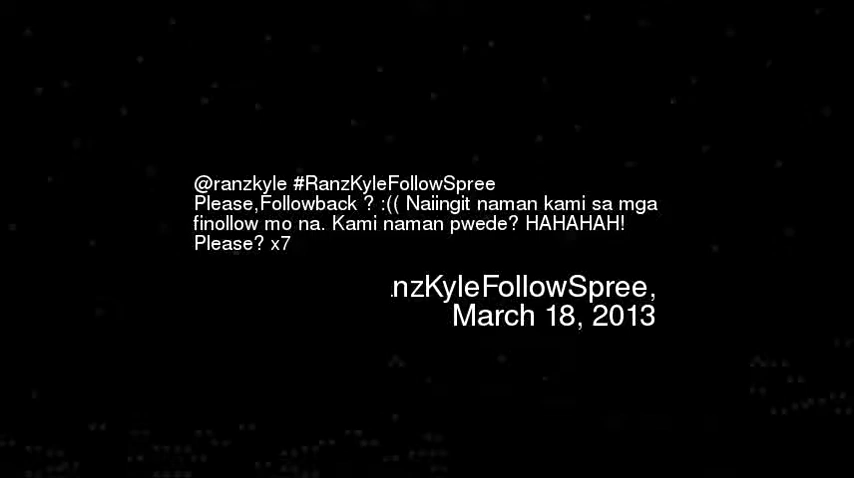 @ranzkyle #RanzKyleFollowSpree
Please,Followback ? :(( Naiingit naman kami sa mga
finollow mo na. Kami naman pwede? HAHAHAH!
Please? x7
nzKyleFollowSpree,
March 18, 2013